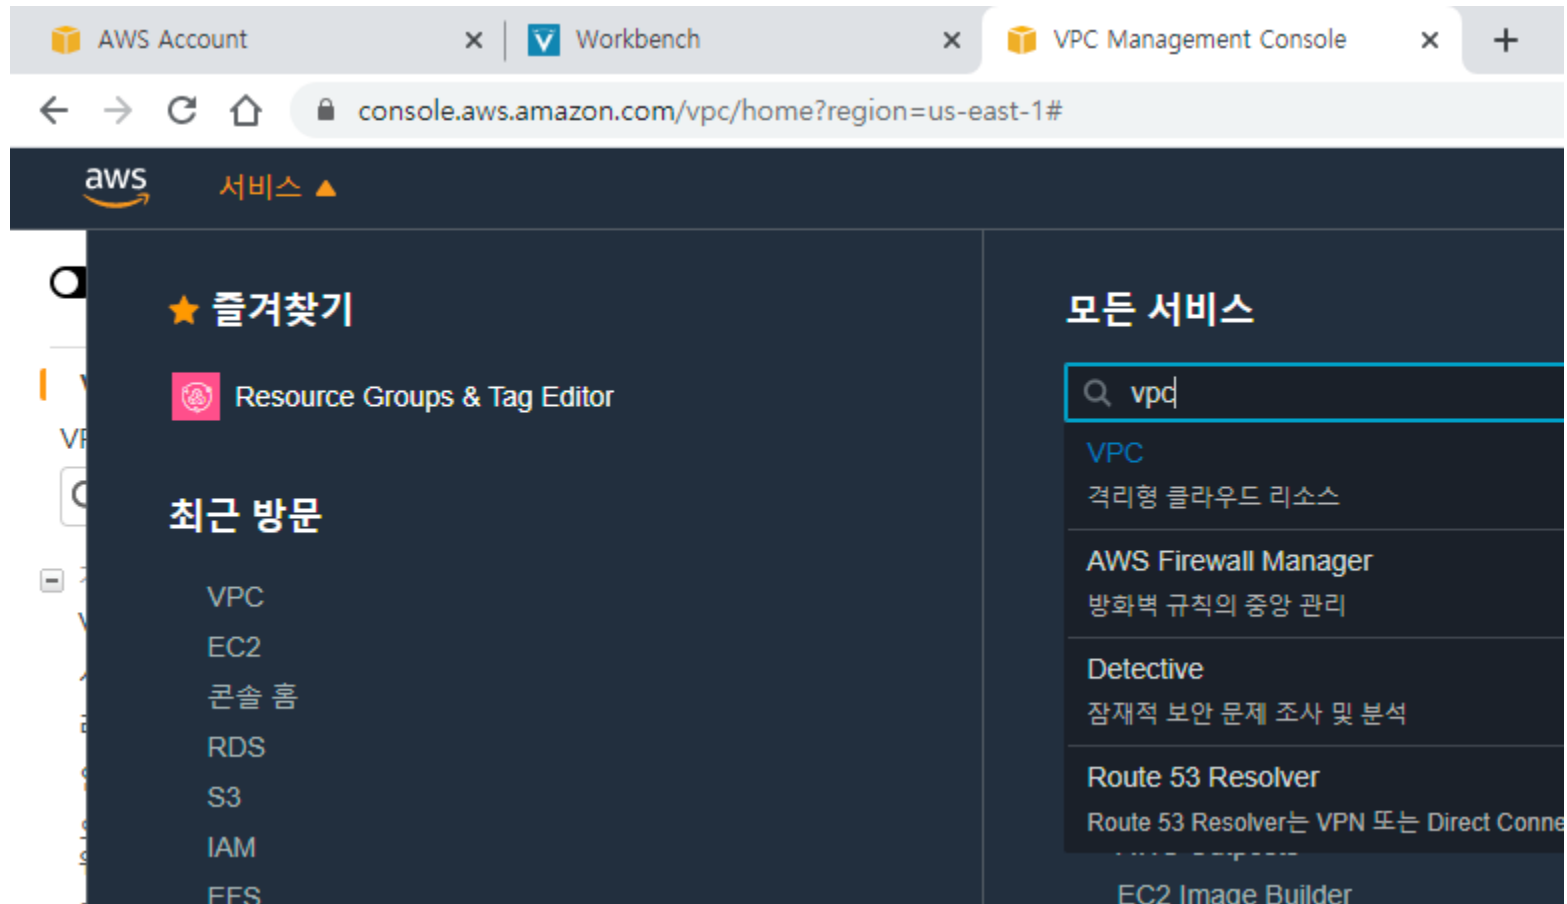 AWS Account
Workbench
VPC Management Console
console.aws.amazon.com/vpc/home?region=us-east-1#
aws
서비스
즐겨찾기
Resource Groups & Tag Editor
최근 방문
VPC
EC2
콘솔 홈
RDS
S3
IAM
EFS
모든 서비스
vpc
VPC
격리형 클라우드 리소스
AWS Firewall Manager
방화벽 규칙의 중앙 관리
Detective
잠재적 보안 문제 조사 및 분석
Route 53 Resolver
Route 53 Resolver는 VPN 또는 Direct Conne
EC2 Image Builder